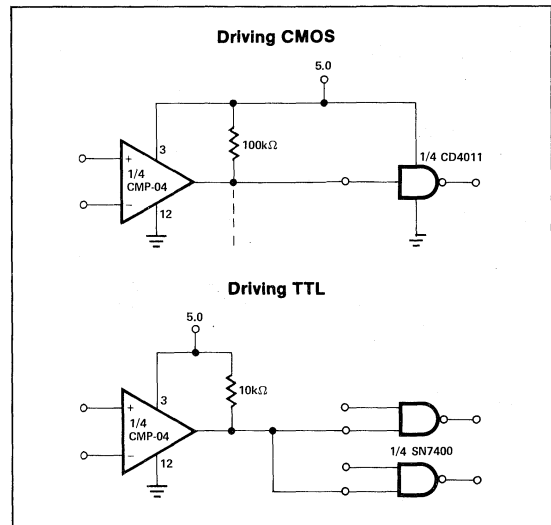 Driving CMOS
5.0
3
100kΩ
1/4 CD4011
+
1/4
CMP-04
−
12
Driving TTL
5.0
3
10kΩ
+
1/4
CMP-04
−
12
1/4 SN7400